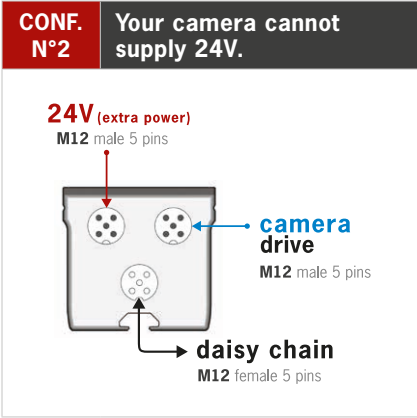 CONF.
N°2
Your camera cannot
supply 24V.
24V (extra power)
M12 male 5 pins
camera
drive
M12 male 5 pins
daisy chain
M12 female 5 pins